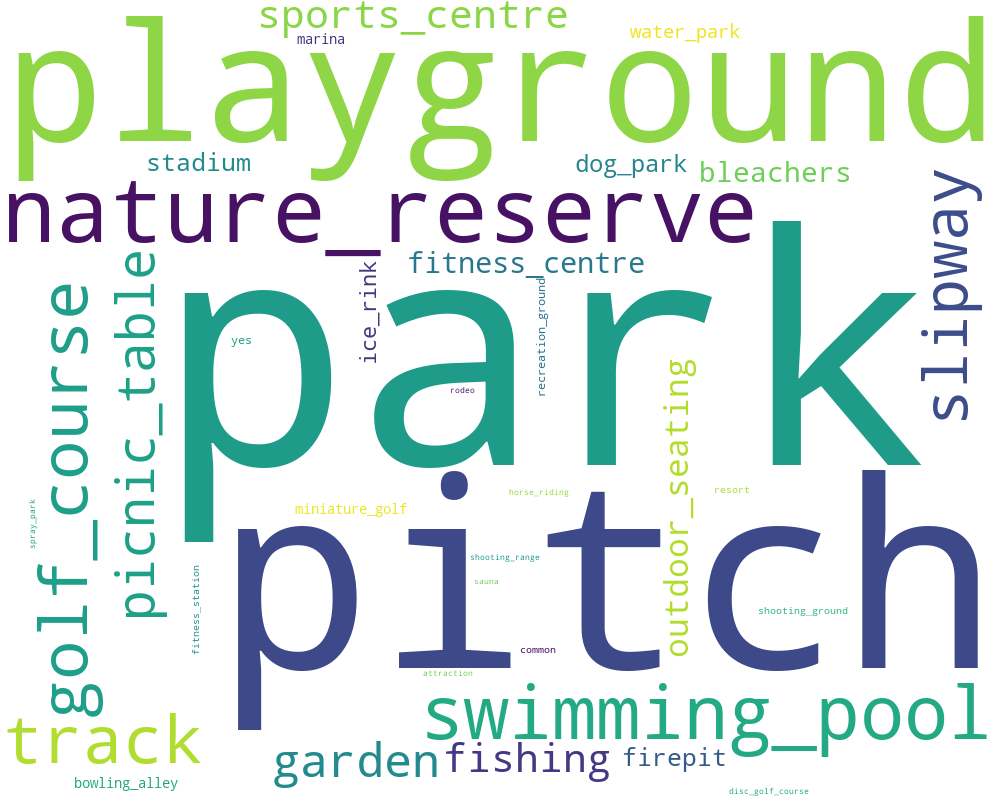 sports_centre
marina
water_park
playground
stadium
dog_park
bleachers
nature_reserve
slipway
fitness_centre
picnic_table
ice_rink
recreation_ground
golf_course
yes
park
rodeo
outdoor_seating
pitch
horse_riding
resort
spray_park
miniature_golf
shooting_range
fitness_station
sauna
shooting_ground
common
attraction
swimming_pool
track
garden
fishing
firepit
bowling_alley
disc_golf_course